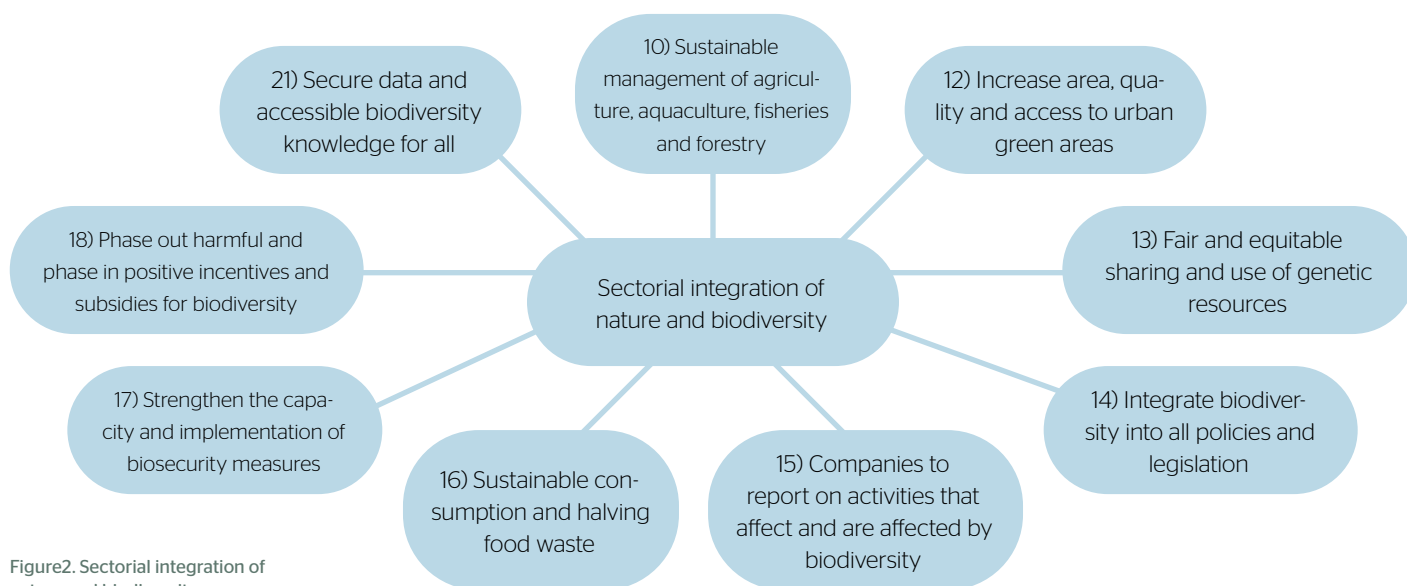 10) Sustainable
management of agricul-
ture, aquaculture, fisheries
and forestry
21) Secure data and
accessible biodiversity
knowledge for all
12) Increase area, qua-
lity and access to urban
green areas
18) Phase out harmful and
phase in positive incentives and
subsidies for biodiversity
13) Fair and equitable
sharing and use of genetic
resources
Sectorial integration of
nature and biodiversity
17) Strengthen the capa-
city and implementation of
biosecurity measures
14) Integrate biodiver-
sity into all policies and
legislation
16) Sustainable con-
sumption and halving
food waste
15) Companies to
report on activities that
affect and are affected by
biodiversity
Figure2. Sectorial integration of